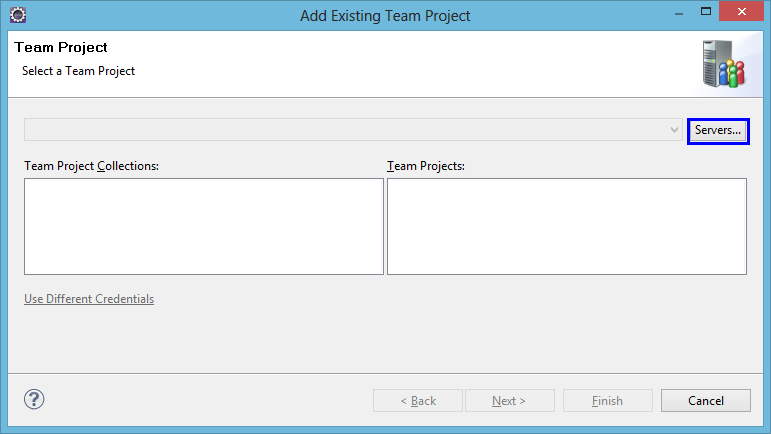 Add Existing Team Project
Team Project
Select a Team Project
Servers...
Team Project Collections:
Team Projects:
Use Different Credentials
?
< Back
Next >
Finish
Cancel